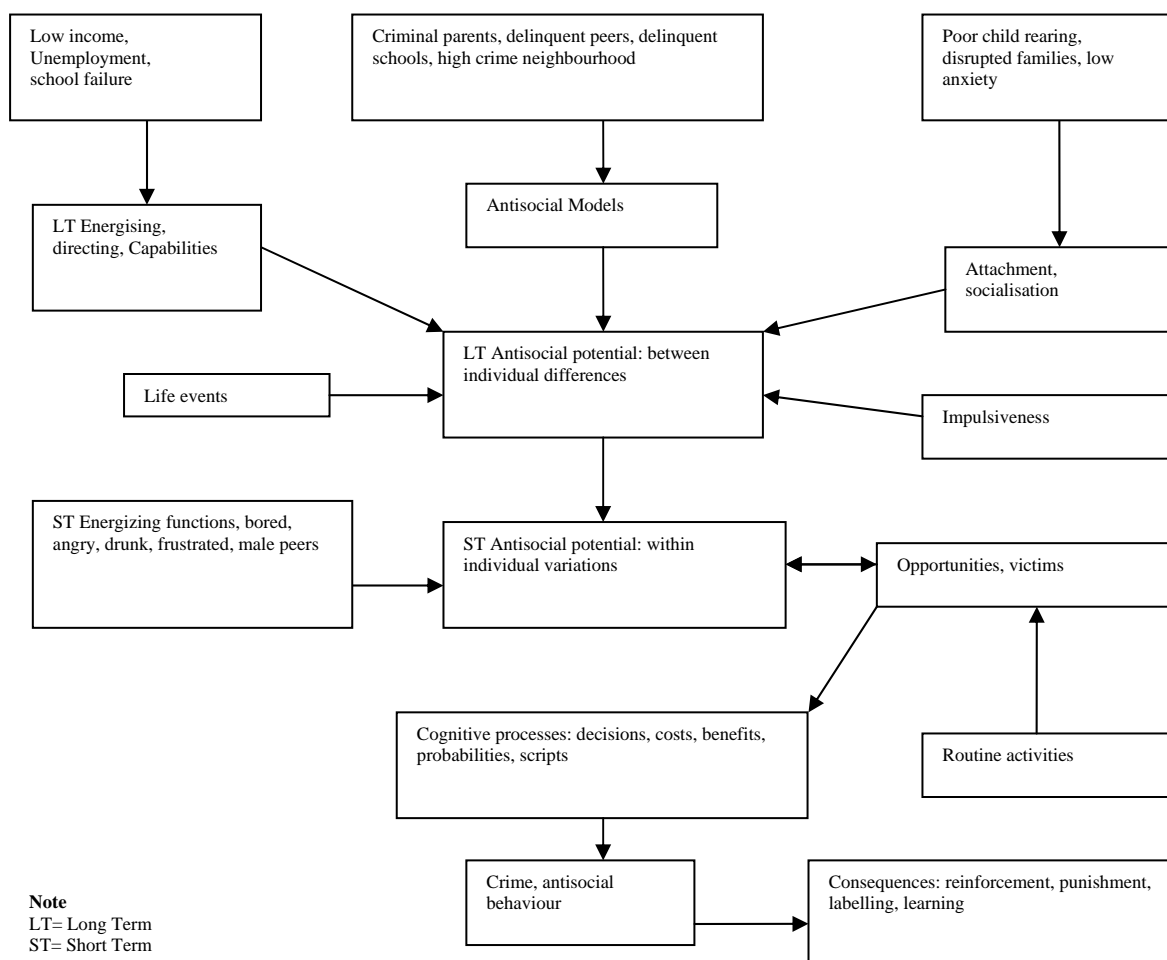 Low income,
Unemployment,
school failure
Criminal parents, delinquent peers, delinquent
schools, high crime neighbourhood
Poor child rearing,
disrupted families, low
anxiety
LT Energising,
directing, Capabilities
Antisocial Models
Attachment,
socialisation
LT Antisocial potential: between
individual differences
Life events
Impulsiveness
ST Energizing functions, bored,
angry, drunk, frustrated, male peers
ST Antisocial potential: within
individual variations
Opportunities, victims
Cognitive processes: decisions, costs, benefits,
probabilities, scripts
Routine activities
Crime, antisocial
behaviour
Consequences: reinforcement, punishment,
labelling, learning
Note
LT= Long Term
ST= Short Term